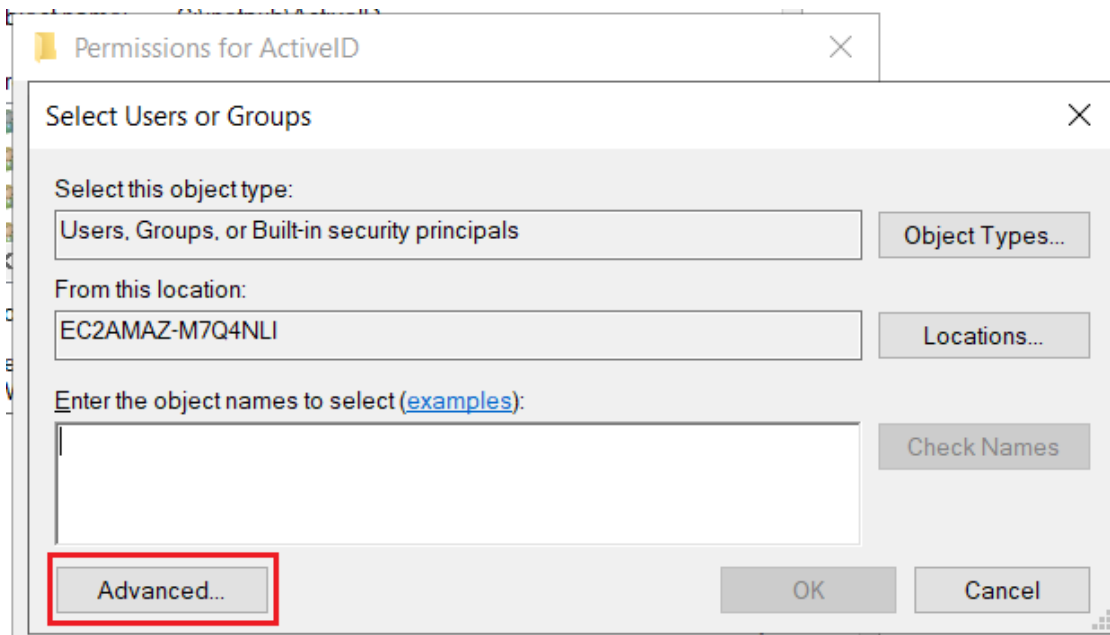 Permissions for ActiveID
Select Users or Groups
Select this object type:
Users, Groups, or Built-in security principals
Object Types...
From this location:
EC2AMAZ-M7Q4NLI
Locations...
Enter the object names to select (examples):
Check Names
Advanced...
OK
Cancel